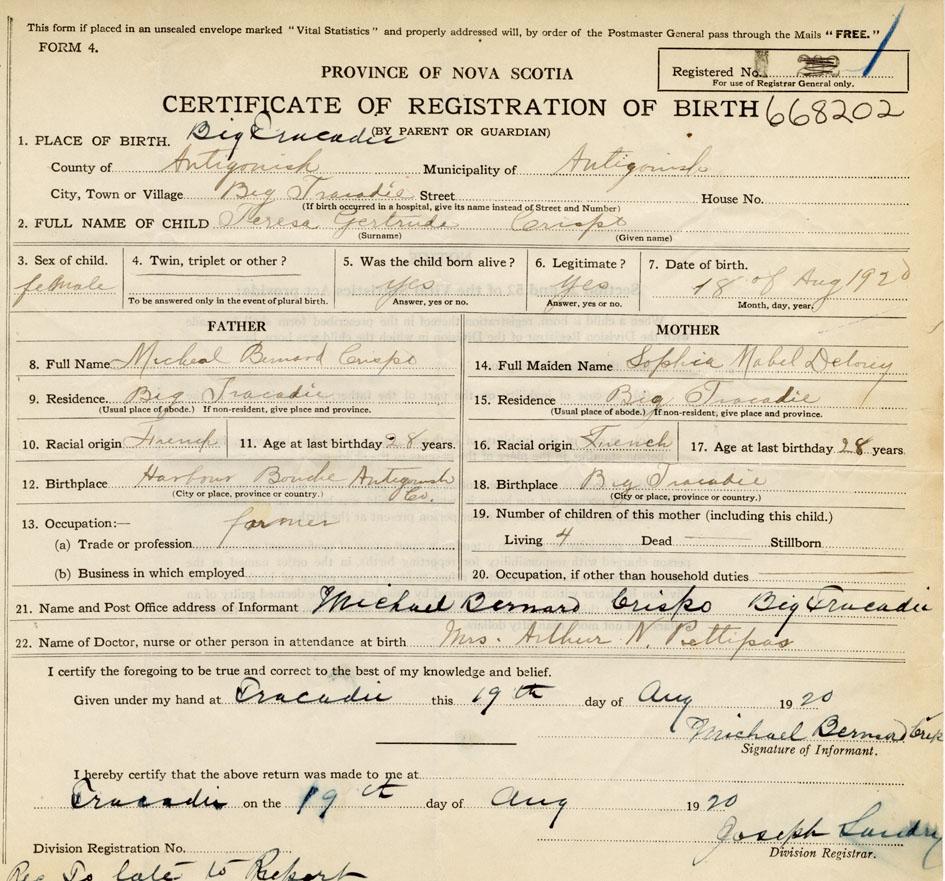 This form if placed in an unsealed envelope marked "Vital Statistics" and properly addressed will, by order of the Postmaster General pass through the Mails "FREE."
FORM 4.
PROVINCE OF NOVA SCOTIA
Registered No.
For use of Registrar General only.
CERTIFICATE OF REGISTRATION OF BIRTH 668202
(BY PARENT OR GUARDIAN)
1. PLACE OF BIRTH. Big Tracadie
County of Antigonish Municipality of Antigonish
City, Town or Village Big Tracadie Street House No.
(If birth occurred in a hospital, give its name instead of Street and Number)
2. FULL NAME OF CHILD Teresa Gertrude Crispo
(Surname) (Given name)
3. Sex of child. 4. Twin, triplet or other? 5. Was the child born alive? 6. Legitimate? 7. Date of birth.
female yes yes 18 of Aug 1920
To be answered only in the event of plural birth. Answer, yes or no. Answer, yes or no. Month, day, year.
FATHER MOTHER
8. Full Name Micheal Bernard Crispo 14. Full Maiden Name Sophia Mabel Delorey
9. Residence. Big Tracadie 15. Residence Big Tracadie
(Usual place of abode.) If non-resident, give place and province. (Usual place of abode.) If non-resident, give place and province.
10. Racial origin French 11. Age at last birthday 28 years. 16. Racial origin French 17. Age at last birthday 28 years.
12. Birthplace Harbour Bouche Antigonish Co. 18. Birthplace Big Tracadie
(City or place, province or country.) (City or place, province or country.)
13. Occupation:— farmer 19. Number of children of this mother (including this child.)
(a) Trade or profession Living 4 Dead Stillborn
(b) Business in which employed 20. Occupation, if other than household duties
21. Name and Post Office address of Informant Michael Bernard Crispo Big Tracadie
22. Name of Doctor, nurse or other person in attendance at birth Mrs. Arthur N Pettipas
I certify the foregoing to be true and correct to the best of my knowledge and belief.
Given under my hand at Tracadie this 19th day of Aug 1920
Michael Bernard Crisp
Signature of Informant.
I hereby certify that the above return was made to me at
Tracadie on the 19th day of Aug 1920
Joseph Landry
Division Registrar.
Division Registration No.
Rec To late to Report